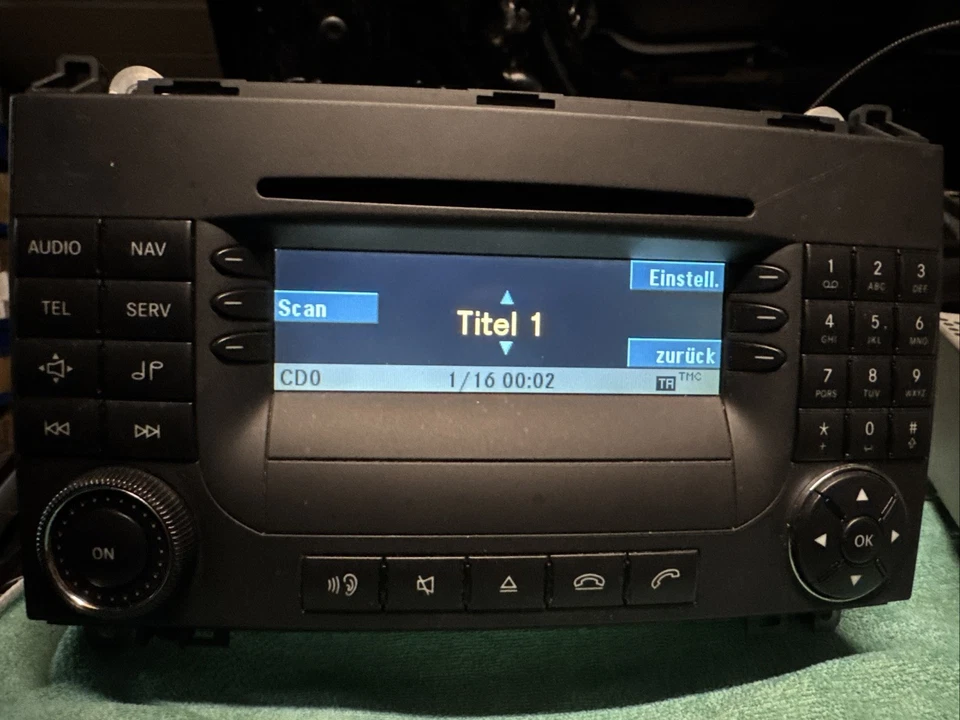 AUDIO NAV
TEL SERV
ON
Einstell.
Scan
Titel 1
zurück
CD0 1/16 00:02 TA TMC
1 2 3
ABC DEF
4 5 6
GHI JKL MNO
7 8 9
PQRS TUV WXYZ
* 0 #
+
OK